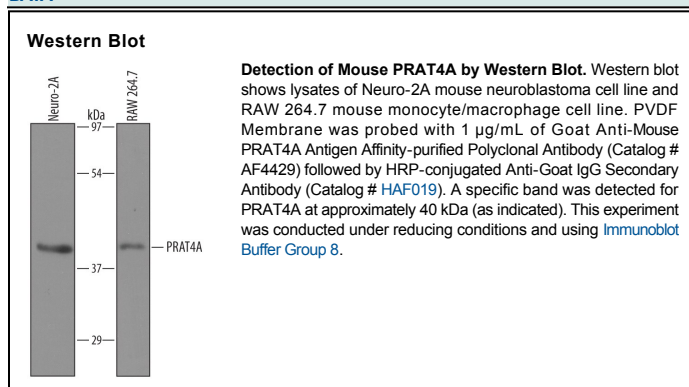 Western Blot
Neuro-2A
RAW 264.7
kDa
97
54
PRAT4A
37
29
Detection of Mouse PRAT4A by Western Blot. Western blot
shows lysates of Neuro-2A mouse neuroblastoma cell line and
RAW 264.7 mouse monocyte/macrophage cell line. PVDF
Membrane was probed with 1 µg/mL of Goat Anti-Mouse
PRAT4A Antigen Affinity-purified Polyclonal Antibody (Catalog #
AF4429) followed by HRP-conjugated Anti-Goat IgG Secondary
Antibody (Catalog # HAF019). A specific band was detected for
PRAT4A at approximately 40 kDa (as indicated). This experiment
was conducted under reducing conditions and using Immunoblot
Buffer Group 8.